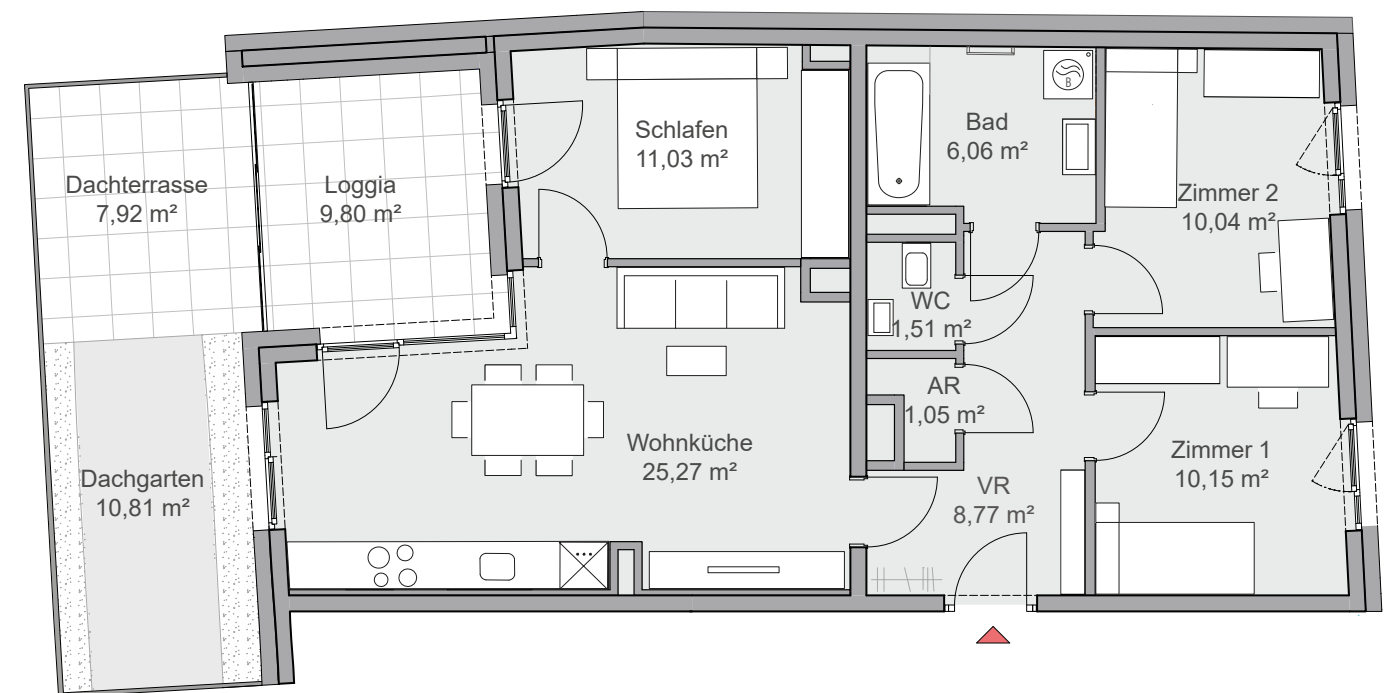 Schlafen
11,03 m²
Bad
6,06 m²
Dachterrasse
7,92 m²
Loggia
9,80 m²
Zimmer 2
10,04 m²
B
WC
1,51 m²
AR
1,05 m²
Wohnküche
25,27 m²
Zimmer 1
10,15 m²
Dachgarten
10,81 m²
VR
8,77 m²